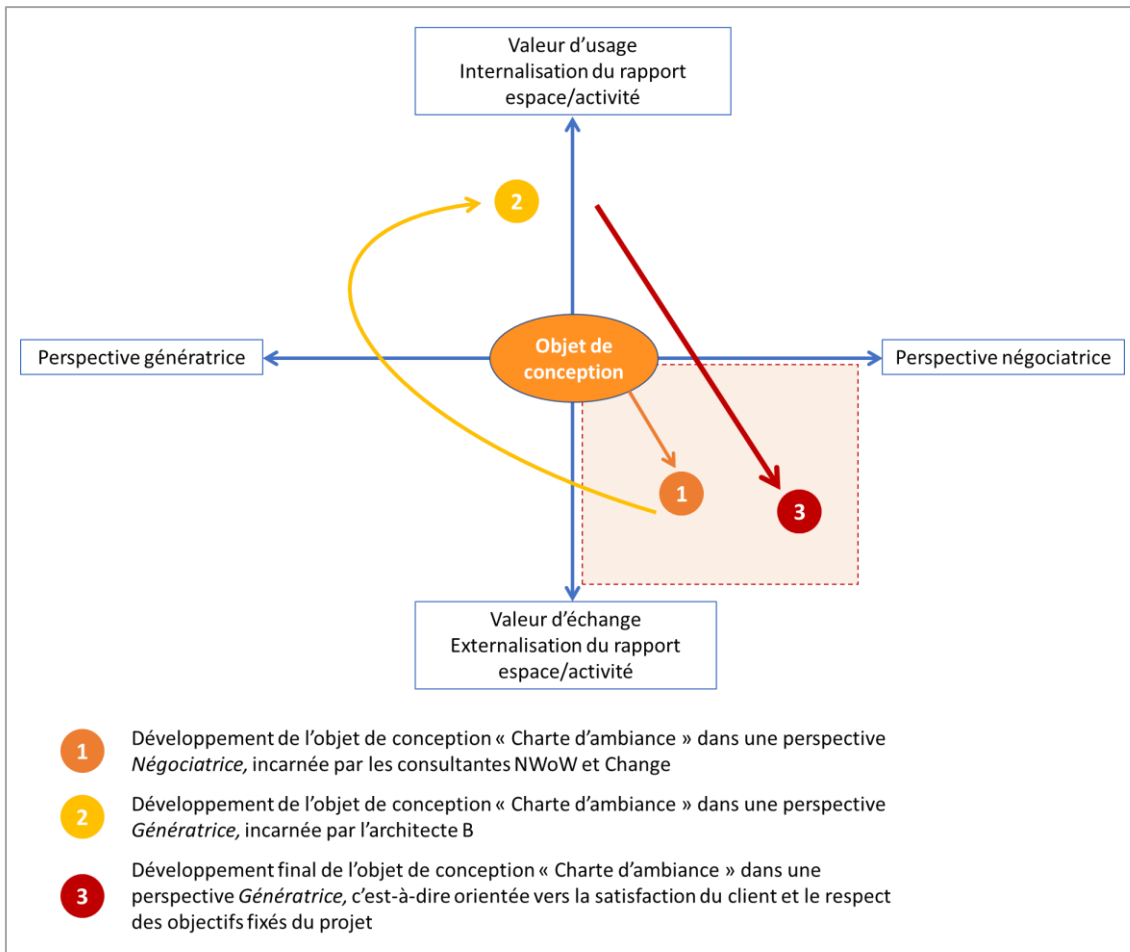 Valeur d’usage
Internalisation du rapport
espace/activité
2
Perspective génératrice
Objet de
conception
Perspective négociatrice
1
3
Valeur d’échange
Externalisation du rapport
espace/activité
1
Développement de l’objet de conception « Charte d’ambiance » dans une perspective
Négociatrice, incarnée par les consultantes NWoW et Change
2
Développement de l’objet de conception « Charte d’ambiance » dans une perspective
Génératrice, incarnée par l’architecte B
3
Développement final de l’objet de conception « Charte d’ambiance » dans une
perspective Génératrice, c’est-à-dire orientée vers la satisfaction du client et le respect
des objectifs fixés du projet